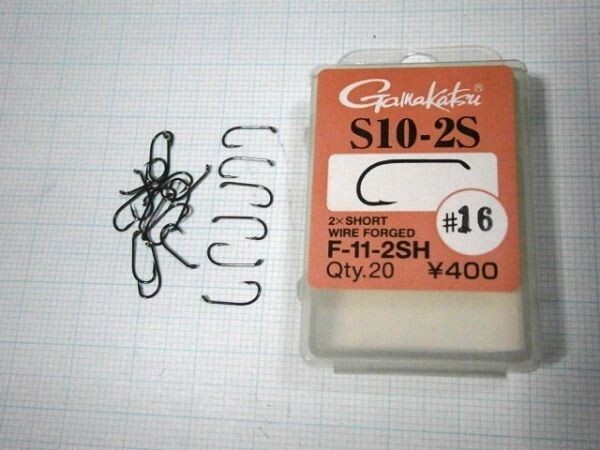 Gamakatsu®
S10-2S
2×SHORT
WIRE FORGED
#16
F-11-2SH
Qty.20 ¥400